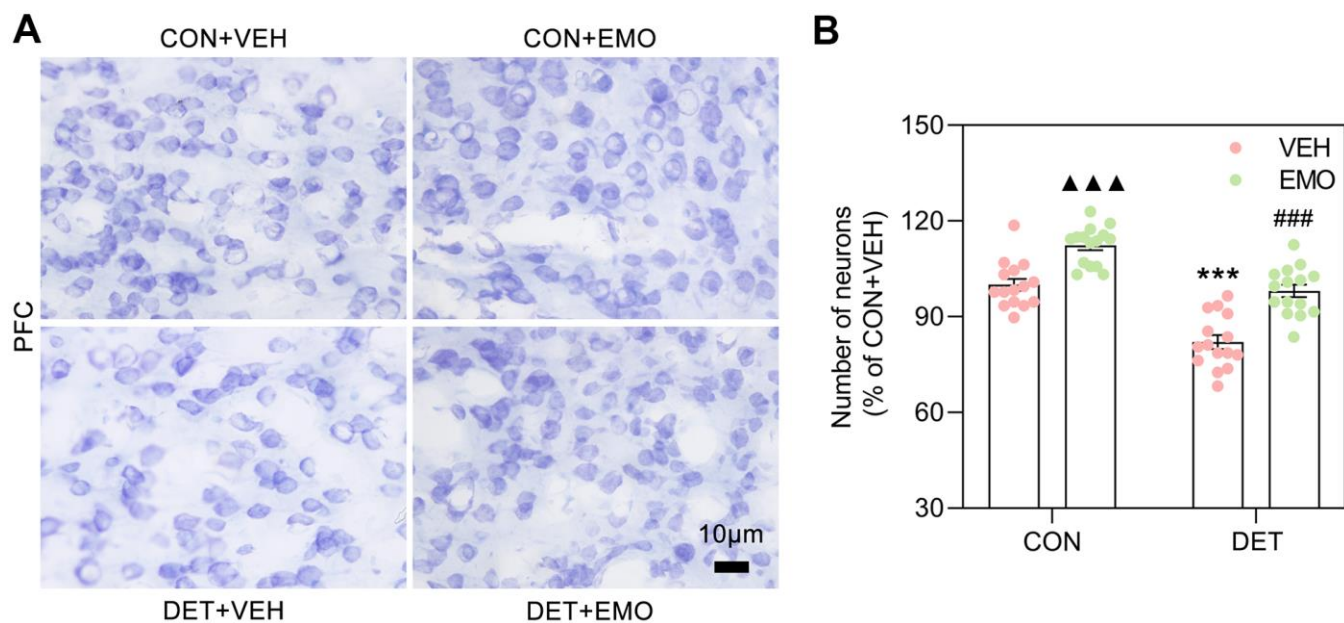 A
CON+VEH
CON+EMO
PFC
10μm
DET+VEH
DET+EMO
B
Number of neurons
(% of CON+VEH)
150
120
90
60
30
VEH
EMO
▲▲▲
***
###
CON
DET